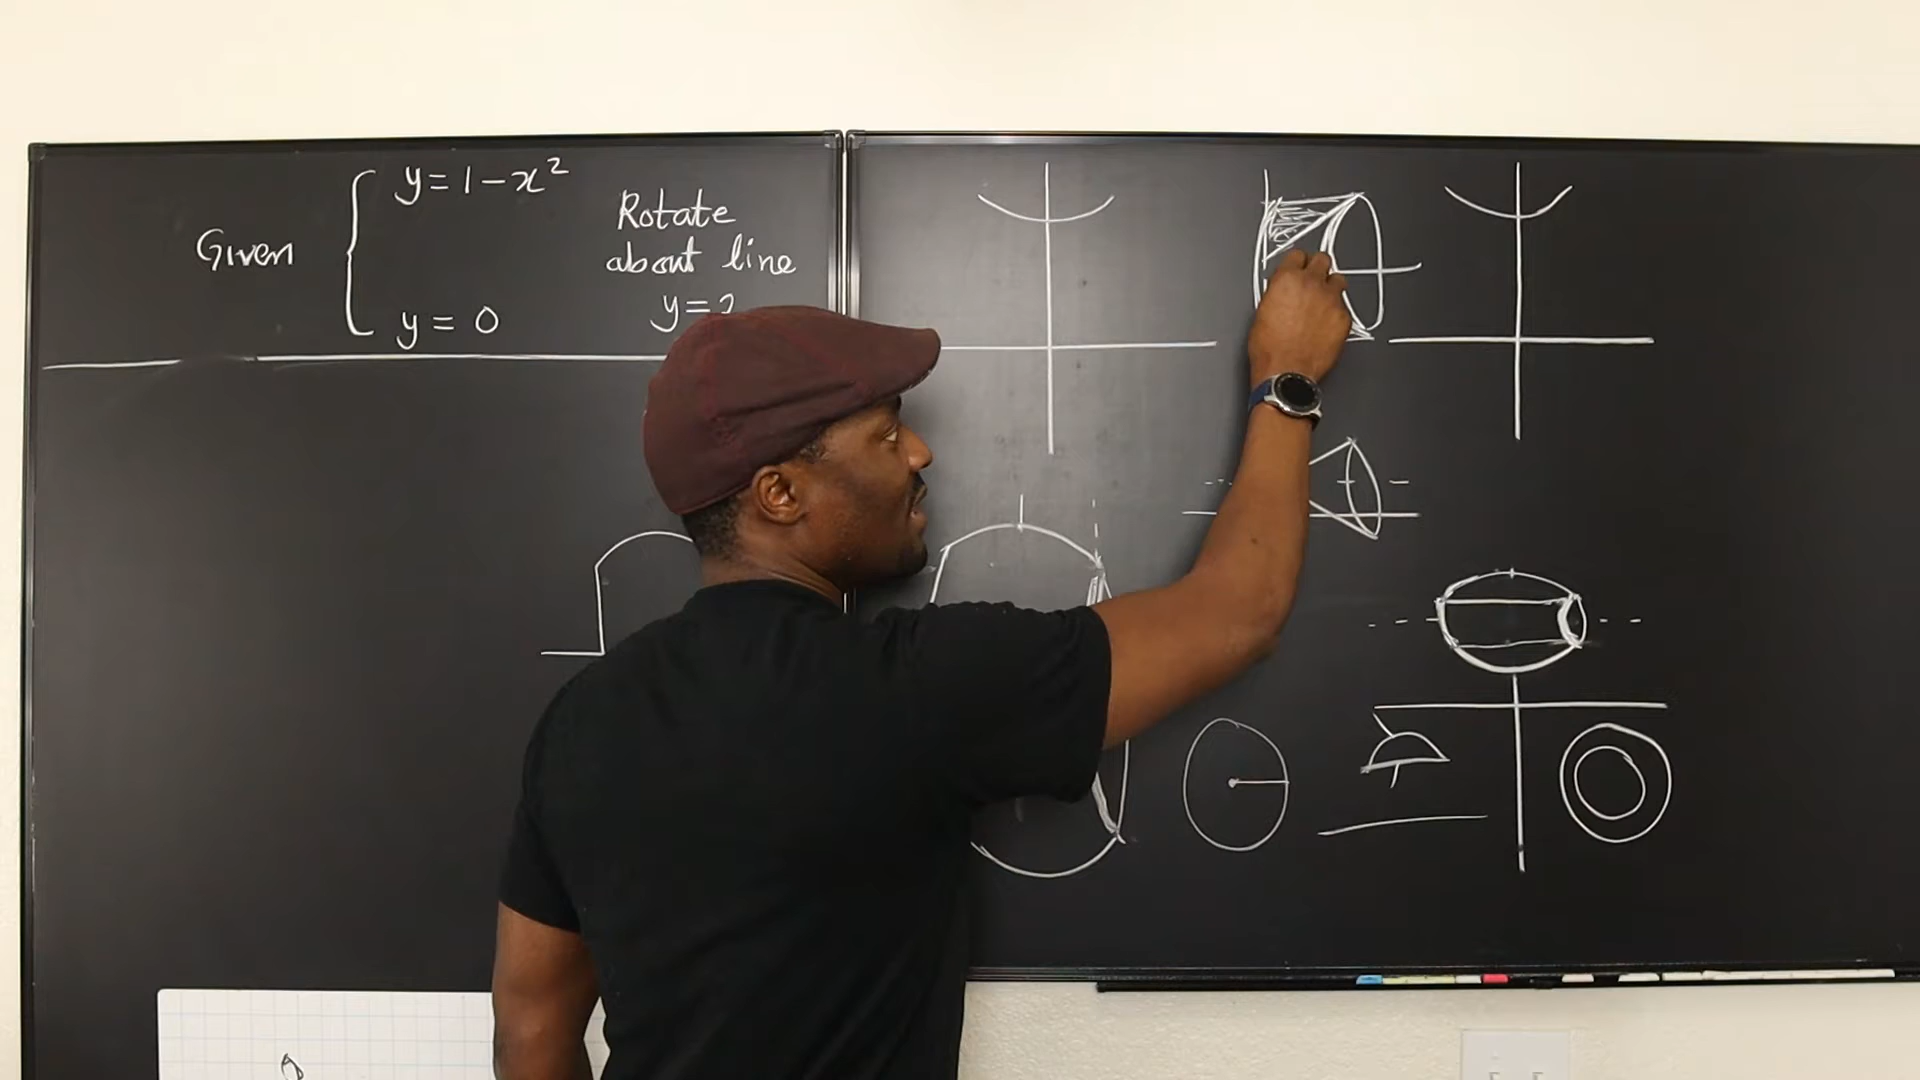 Given
y = 1 - x²
y = 0
Rotate
about line
y =